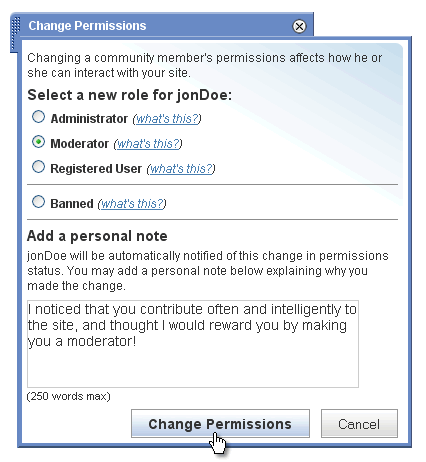 Change Permissions
Changing a community member's permissions affects how he or
she can interact with your site.
Select a new role for jonDoe:
Administrator (what's this?)
Moderator (what's this?)
Registered User (what's this?)
Banned (what's this?)
Add a personal note
jonDoe will be automatically notified of this change in permissions
status. You may add a personal note below explaining why you
made the change.
I noticed that you contribute often and intelligently to
the site, and thought I would reward you by making
you a moderator!
(250 words max)
Change Permissions
Cancel